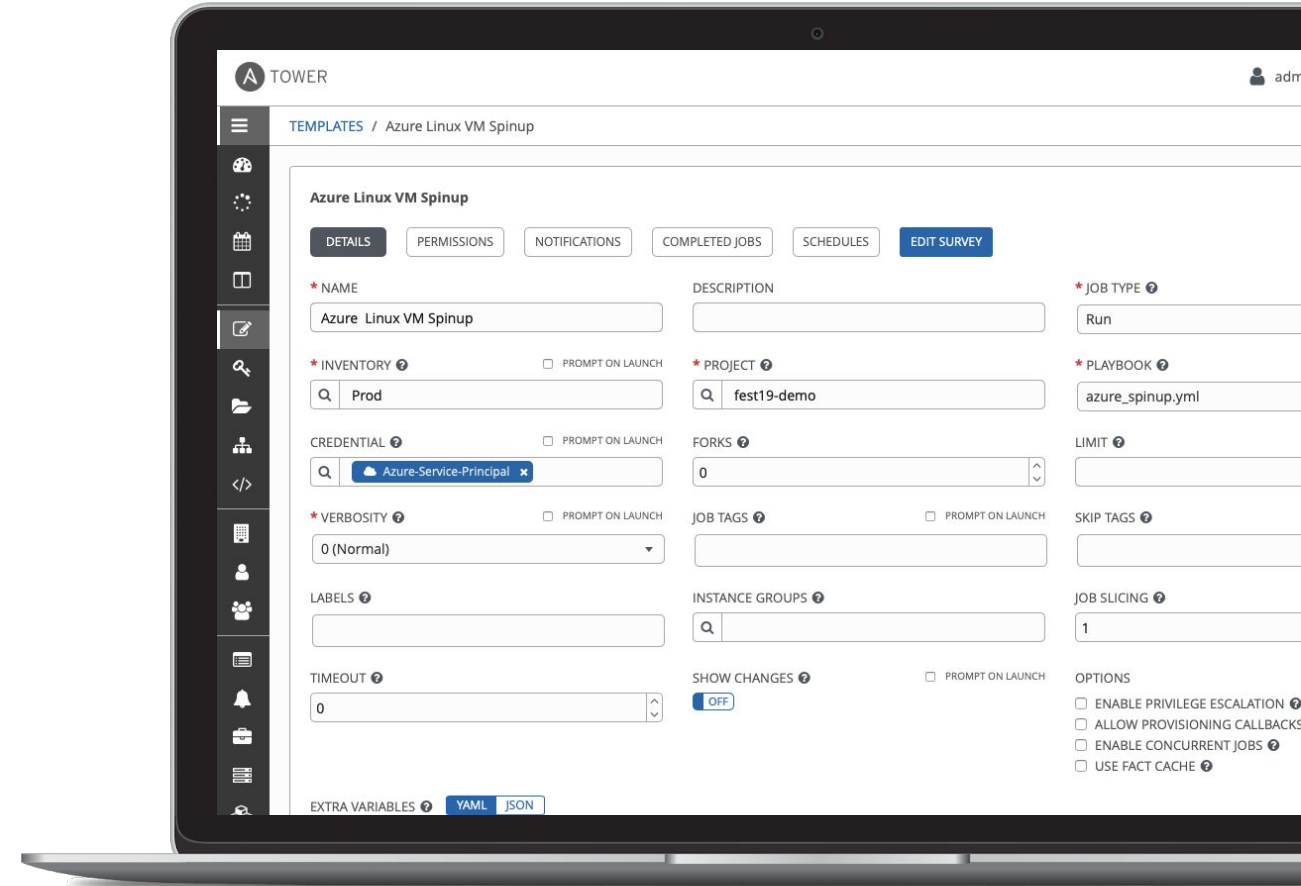 TOWER
adm
TEMPLATES / Azure Linux VM Spinup
Azure Linux VM Spinup
DETAILS PERMISSIONS NOTIFICATIONS COMPLETED JOBS SCHEDULES EDIT SURVEY
* NAME DESCRIPTION * JOB TYPE
Azure Linux VM Spinup Run
* INVENTORY PROMPT ON LAUNCH * PROJECT * PLAYBOOK
Prod fest19-demo azure_spinup.yml
CREDENTIAL PROMPT ON LAUNCH FORKS LIMIT
Azure-Service-Principal x 0
* VERBOSITY PROMPT ON LAUNCH JOB TAGS PROMPT ON LAUNCH SKIP TAGS
0 (Normal)
LABELS INSTANCE GROUPS JOB SLICING
1
TIMEOUT SHOW CHANGES PROMPT ON LAUNCH OPTIONS
0 OFF ENABLE PRIVILEGE ESCALATION
ALLOW PROVISIONING CALLBACKS
ENABLE CONCURRENT JOBS
USE FACT CACHE
EXTRA VARIABLES YAML JSON